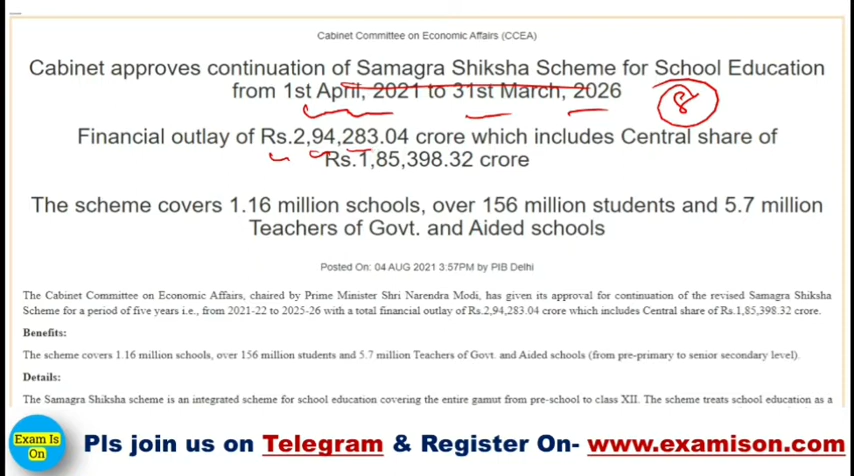 Cabinet Committee on Economic Affairs (CCEA)
Cabinet approves continuation of Samagra Shiksha Scheme for School Education
from 1st April, 2021 to 31st March, 2026
8
Financial outlay of Rs.2,94,283.04 crore which includes Central share of
Rs.1,85,398.32 crore
The scheme covers 1.16 million schools, over 156 million students and 5.7 million
Teachers of Govt. and Aided schools
Posted On: 04 AUG 2021 3:57PM by PIB Delhi
The Cabinet Committee on Economic Affairs, chaired by Prime Minister Shri Narendra Modi, has given its approval for continuation of the revised Samagra Shiksha
Scheme for a period of five years i.e., from 2021-22 to 2025-26 with a total financial outlay of Rs.2,94,283.04 crore which includes Central share of Rs.1,85,398.32 crore.
Benefits:
The scheme covers 1.16 million schools, over 156 million students and 5.7 million Teachers of Govt. and Aided schools (from pre-primary to senior secondary level).
Details:
The Samagra Shiksha scheme is an integrated scheme for school education covering the entire gamut from pre-school to class XII. The scheme treats school education as a
Exam Is
On
Pls join us on Telegram & Register On- www.examison.com